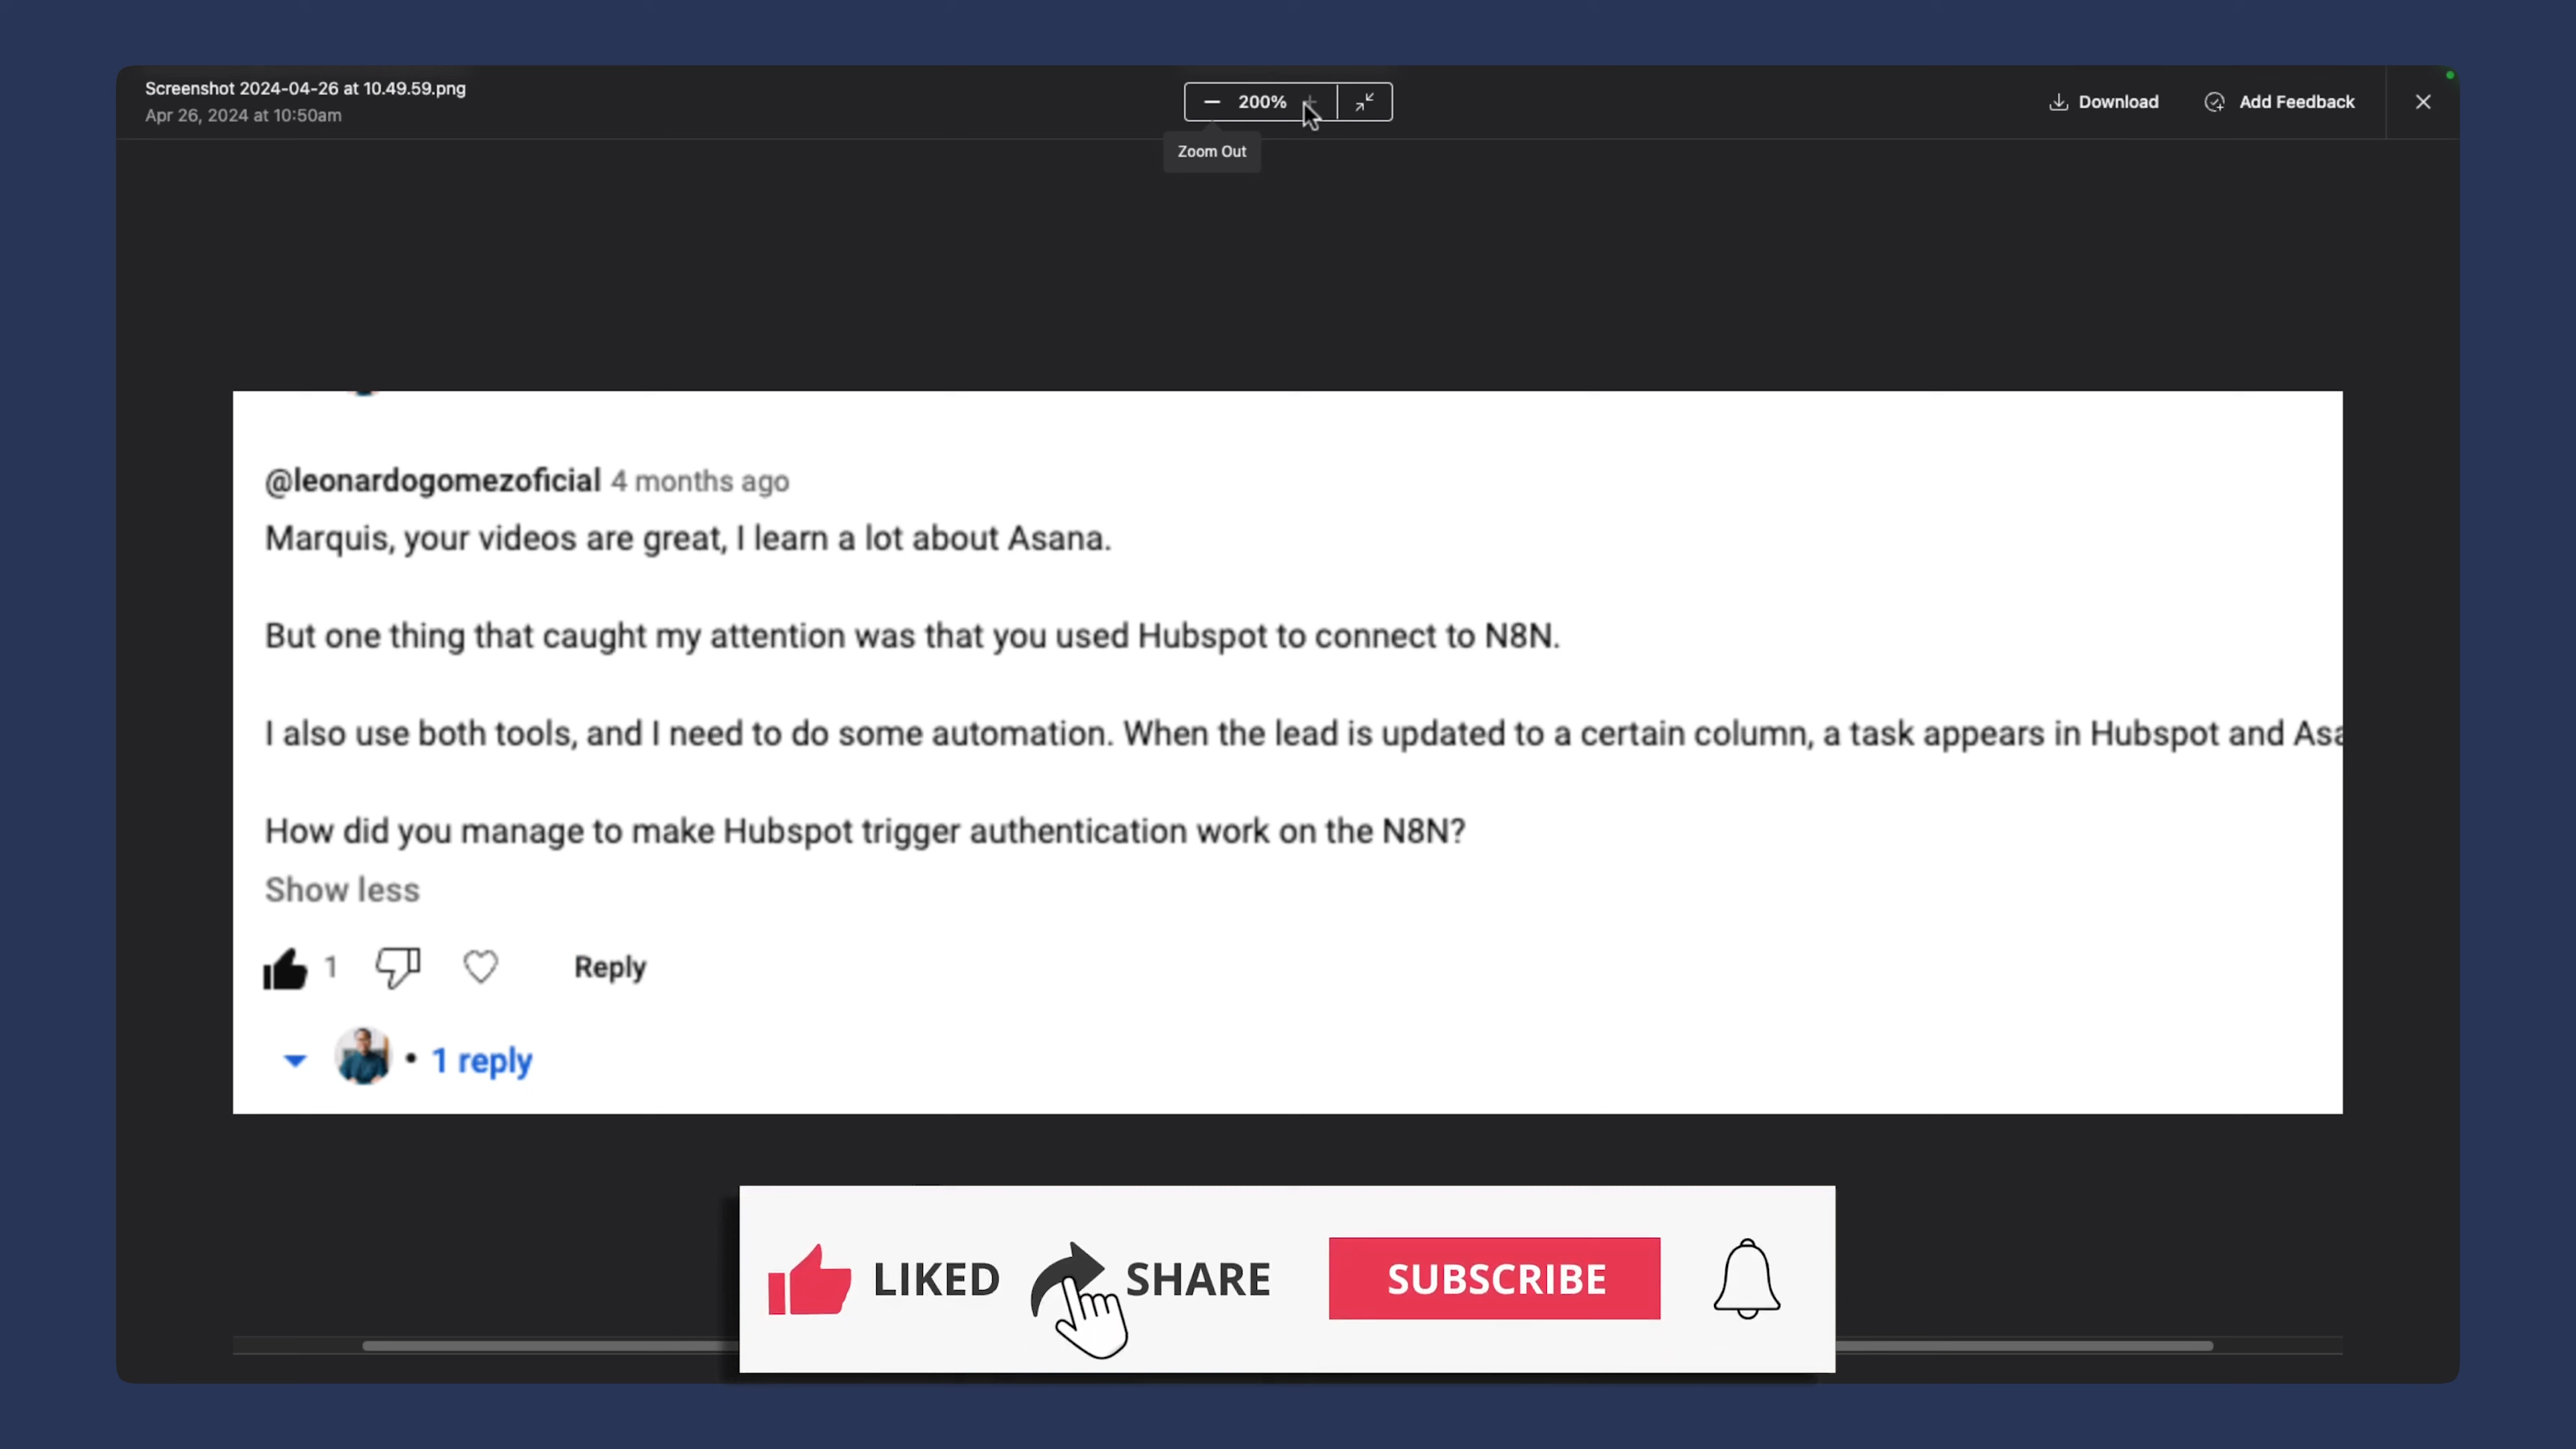 Screenshot 2024-04-26 at 10.49.59.png
Apr 26, 2024 at 10:50am
200%
Download
Add Feedback
Zoom Out
@leonardogomezoficial 4 months ago
Marquis, your videos are great, I learn a lot about Asana.
But one thing that caught my attention was that you used Hubspot to connect to N8N.
I also use both tools, and I need to do some automation. When the lead is updated to a certain column, a task appears in Hubspot and Asa
How did you manage to make Hubspot trigger authentication work on the N8N?
Show less
1
Reply
• 1 reply
LIKED
SHARE
SUBSCRIBE